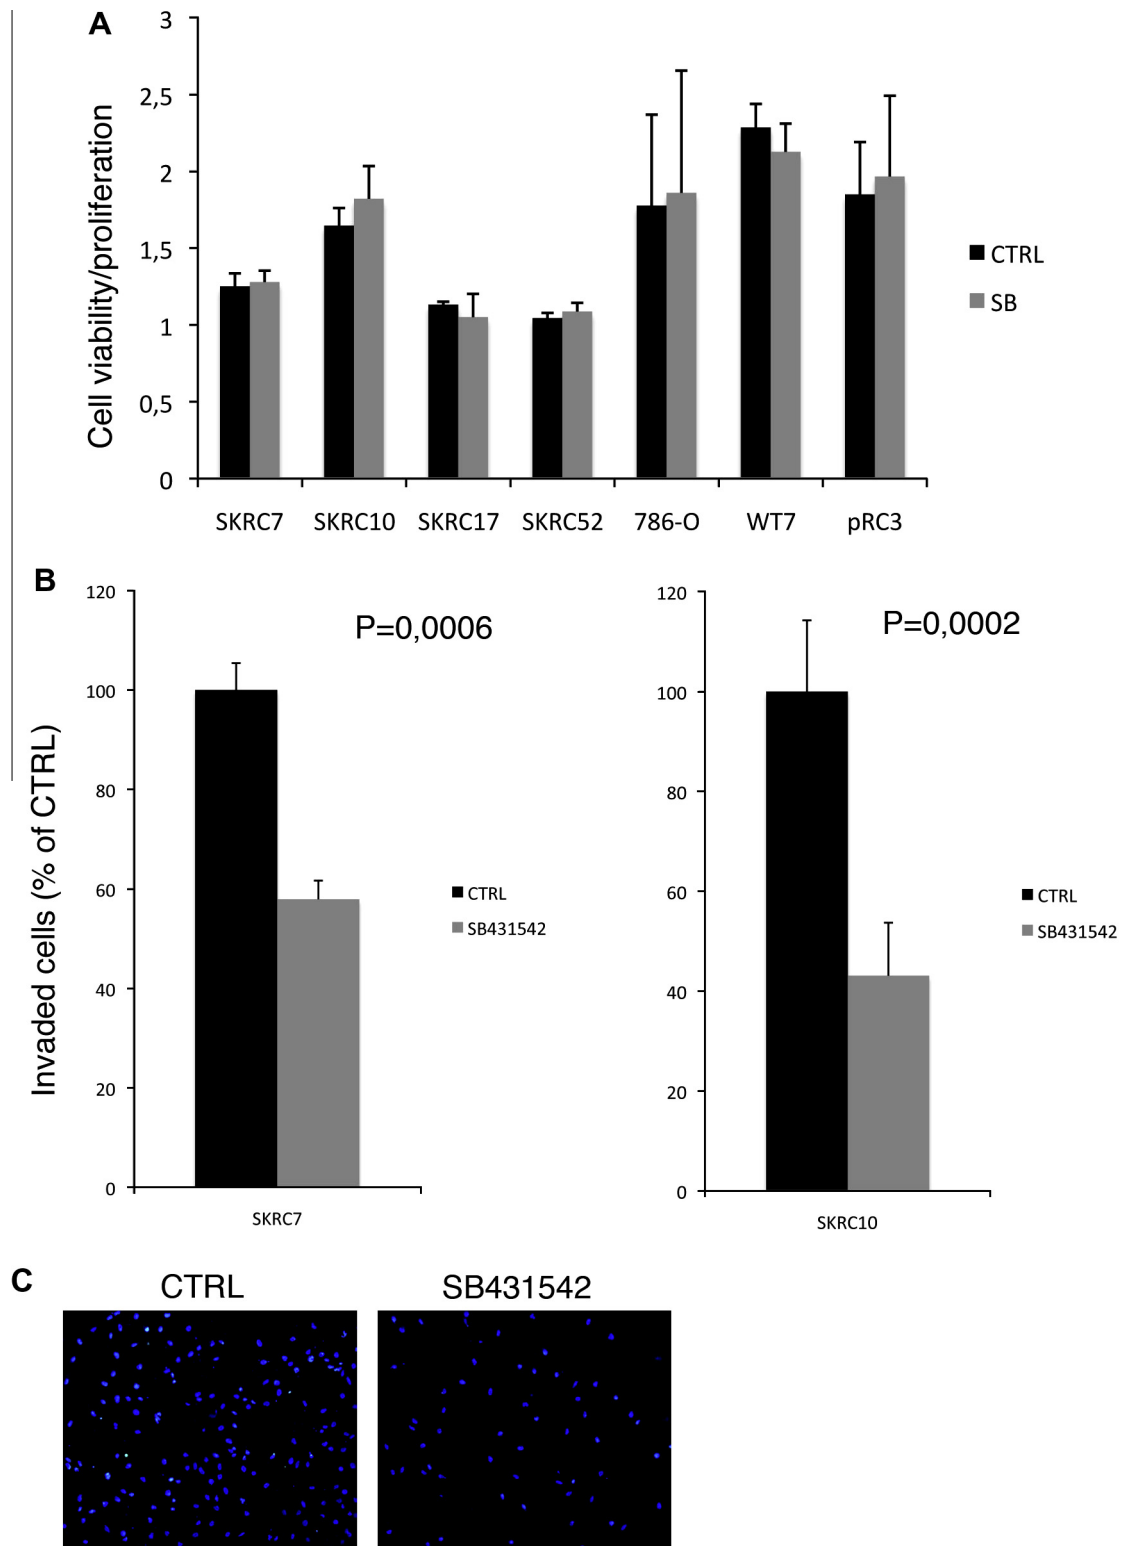 A
3
2,5
2
1,5
1
0,5
0
Cell viability/proliferation
SKRC7 SKRC10 SKRC17 SKRC52 786-O WT7 pRC3
CTRL
SB
B
Invaded cells (% of CTRL)
120
100
80
60
40
20
0
P=0,0006
CTRL
SB431542
SKRC7
120
100
80
60
40
20
0
P=0,0002
CTRL
SB431542
SKRC10
C
CTRL
SB431542